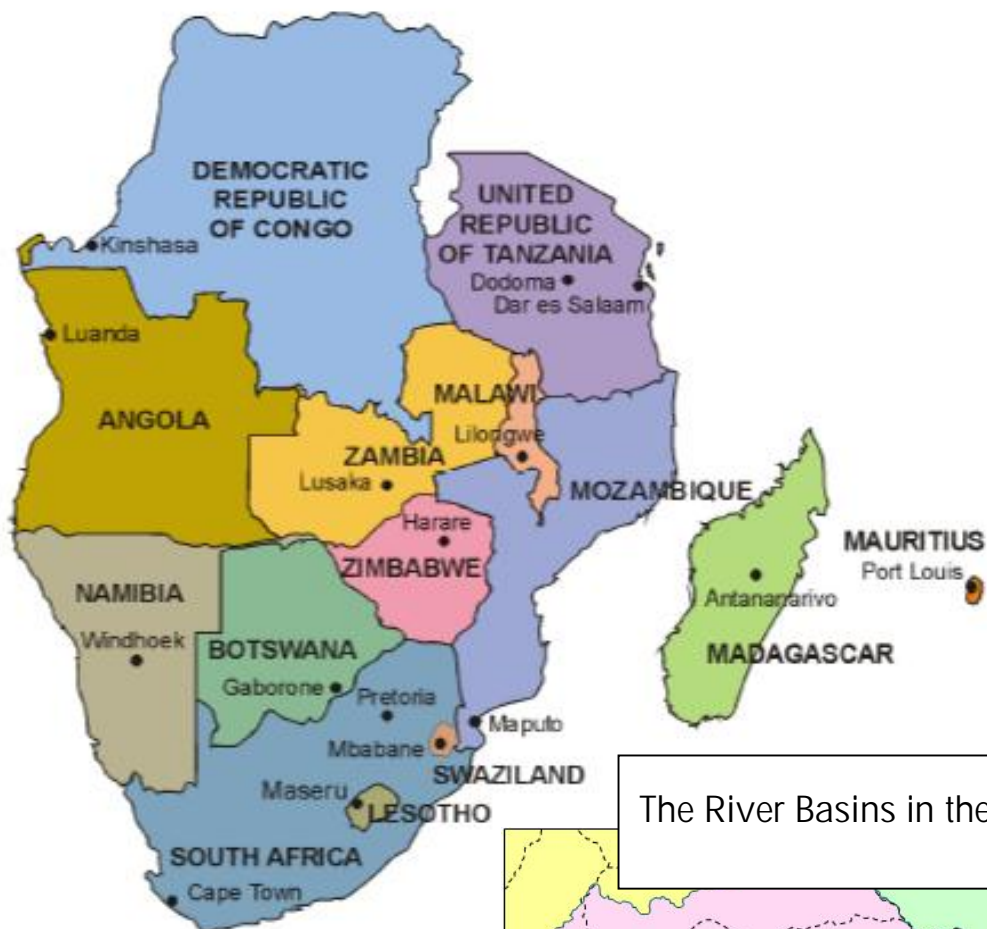 DEMOCRATIC
REPUBLIC
OF CONGO
Kinshasa
UNITED
REPUBLIC
OF TANZANIA
Dodoma
Dar es Salaam
Luanda
ANGOLA
MALAWI
Lilongwe
ZAMBIA
Lusaka
MOZAMBIQUE
Harare
ZIMBABWE
MAURITIUS
Port Louis
NAMIBIA
Windhoek
Antananarivo
MADAGASCAR
BOTSWANA
Gaborone
Pretoria
Maputo
Mbabane
SWAZILAND
Maseru
LESOTHO
The River Basins in the
SOUTH AFRICA
Cape Town